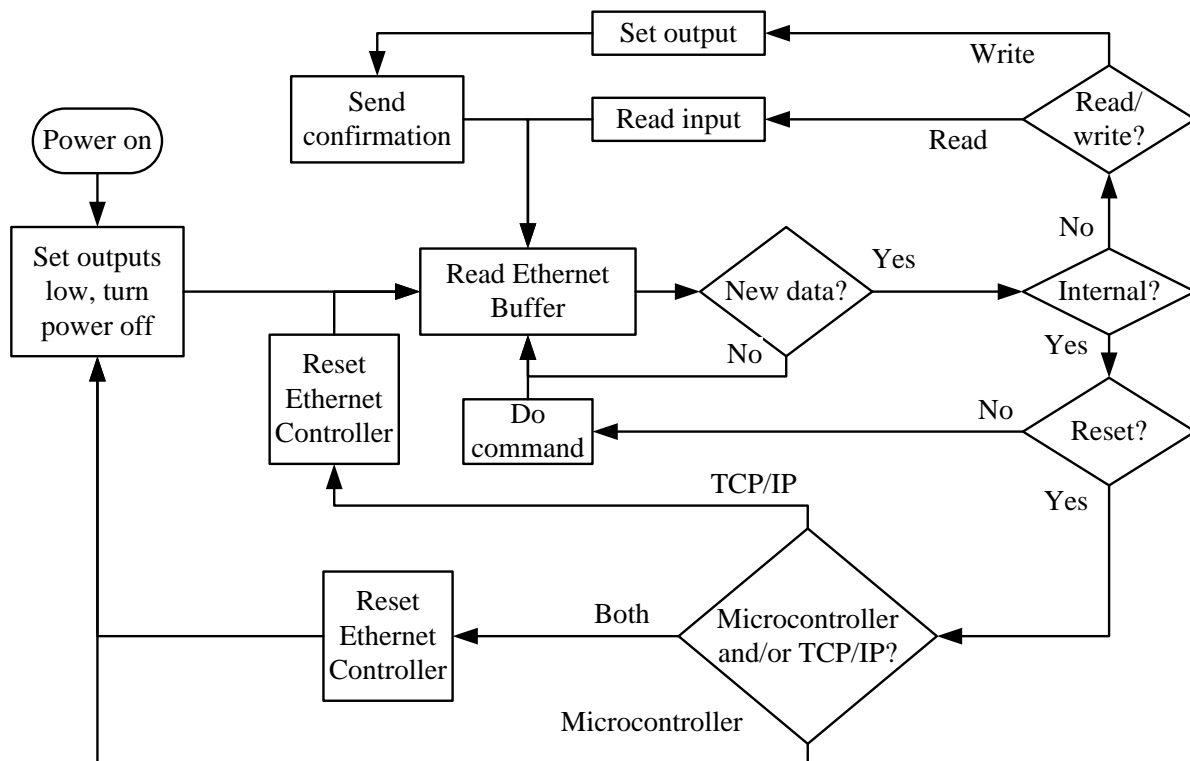 Set output
Write
Send
confirmation
Read input
Read
Read/
write?
Power on
No
Set outputs
low, turn
power off
Read Ethernet
Buffer
New data?
Yes
Internal?
No
Yes
Reset
Ethernet
Controller
Do
command
No
Reset?
TCP/IP
Yes
Reset
Ethernet
Controller
Both
Microcontroller
and/or TCP/IP?
Microcontroller